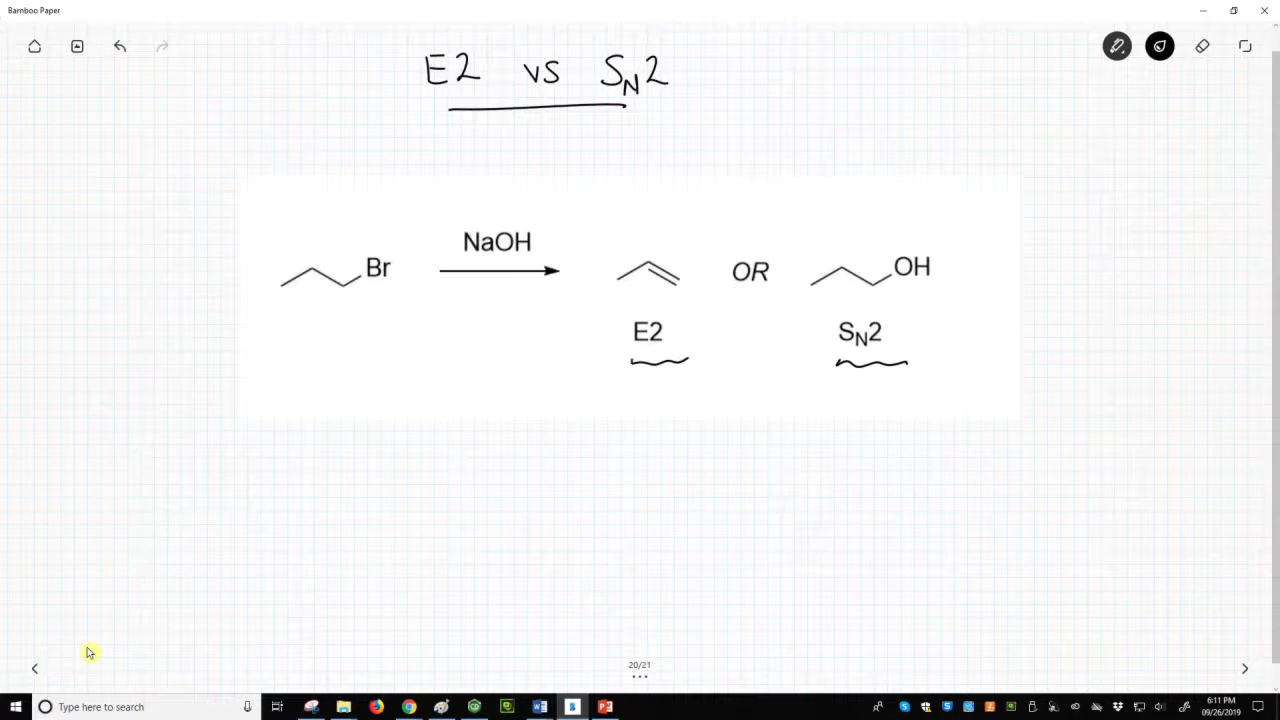 Bamboo Paper
E2 vs SN2
NaOH
Br
OR
OH
E2
SN2
20/21
Type here to search
6:11 PM
09/26/2019